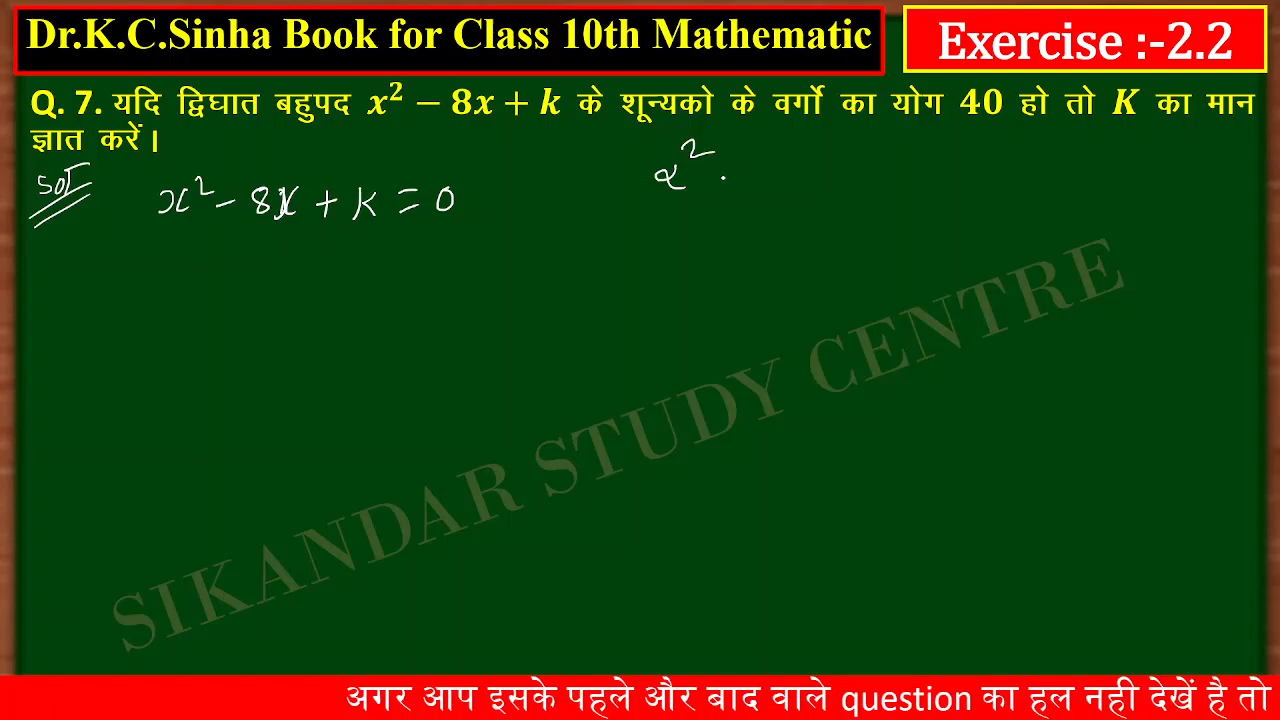 Dr.K.C.Sinha Book for Class 10th Mathematic
Exercise :-2.2
Q. 7. यदि द्विघात बहुपद x² − 8x + k के शून्यको के वर्गो का योग 40 हो तो K का मान
ज्ञात करें।
Sol
x² − 8x + k = 0
α² .
SIKANDAR STUDY CENTRE
अगर आप इसके पहले और बाद वाले question का हल नही देखें है तो